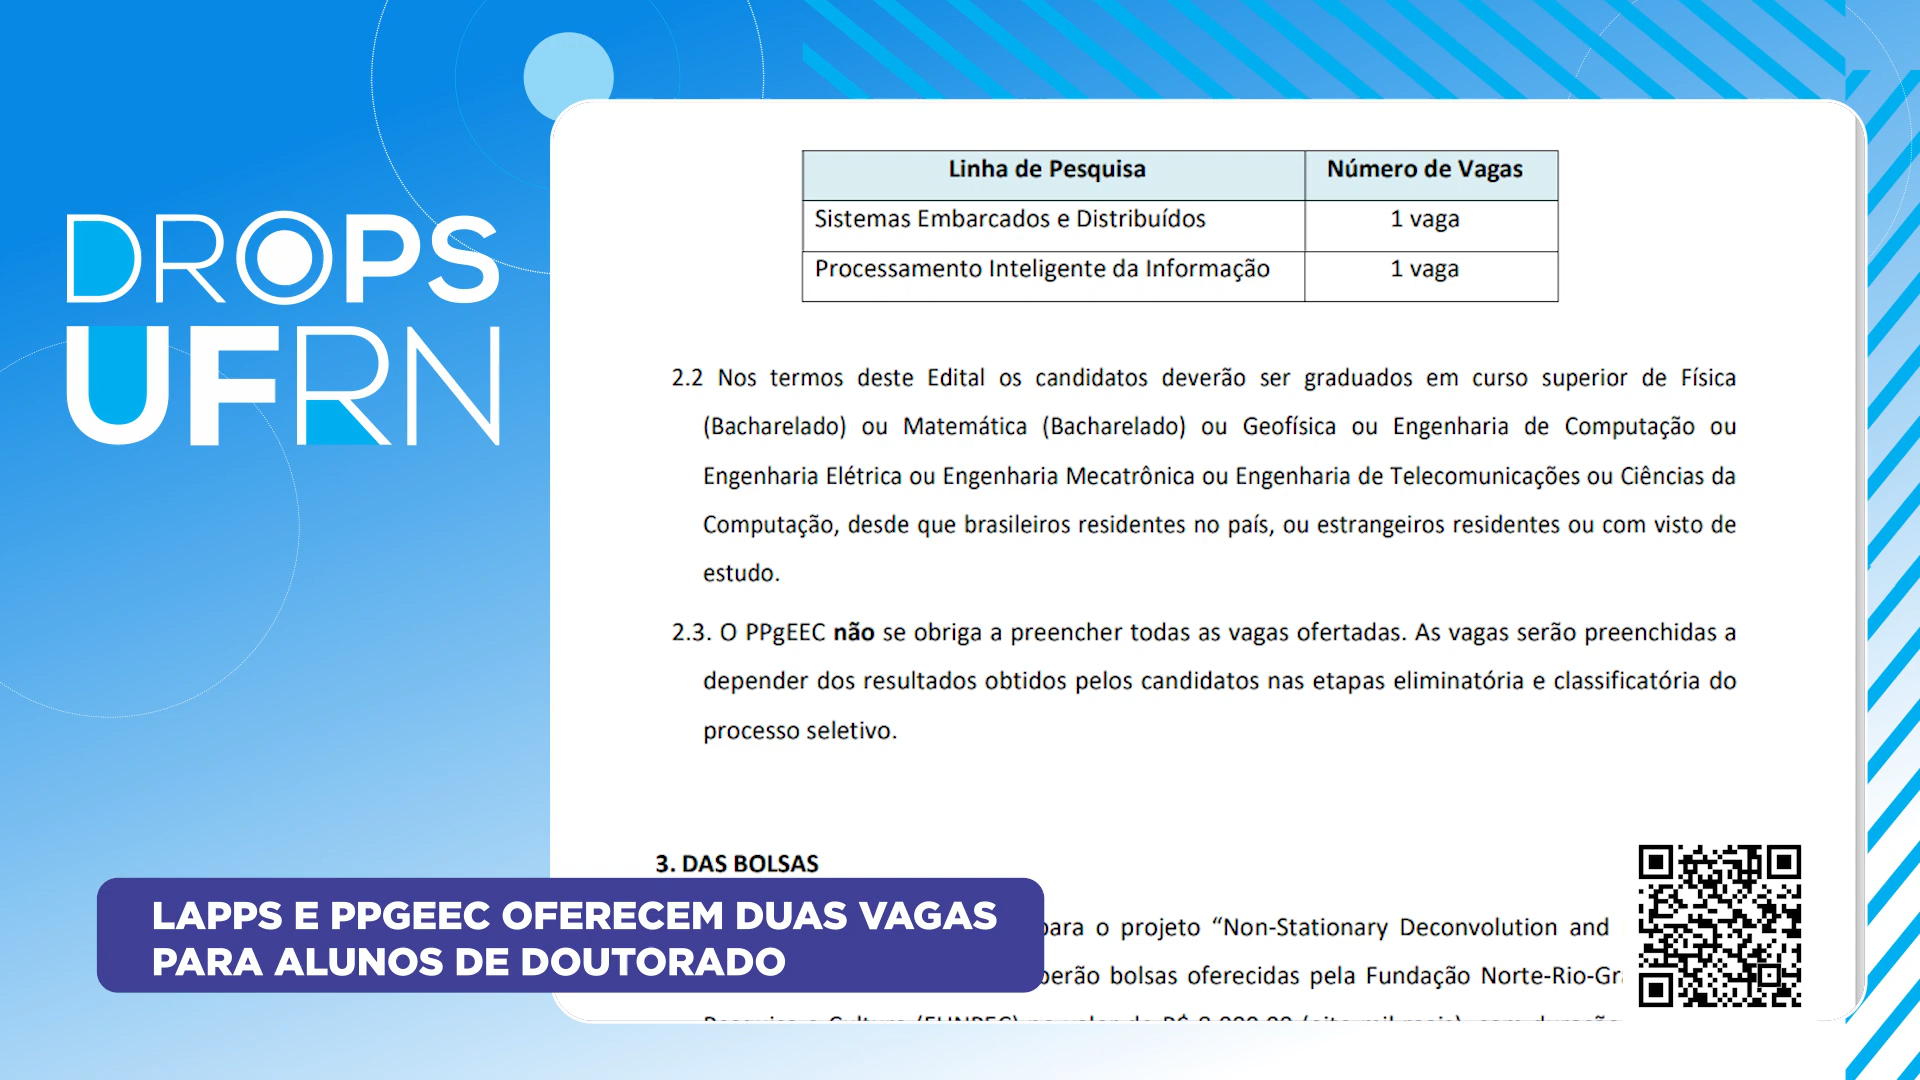 DROPS
UFRN
Linha de Pesquisa Número de Vagas
Sistemas Embarcados e Distribuídos 1 vaga
Processamento Inteligente da Informação 1 vaga
2.2 Nos termos deste Edital os candidatos deverão ser graduados em curso superior de Física
(Bacharelado) ou Matemática (Bacharelado) ou Geofísica ou Engenharia de Computação ou
Engenharia Elétrica ou Engenharia Mecatrônica ou Engenharia de Telecomunicações ou Ciências da
Computação, desde que brasileiros residentes no país, ou estrangeiros residentes ou com visto de
estudo.
2.3. O PPgEEC não se obriga a preencher todas as vagas ofertadas. As vagas serão preenchidas a
depender dos resultados obtidos pelos candidatos nas etapas eliminatória e classificatória do
processo seletivo.
3. DAS BOLSAS
para o projeto “Non-Stationary Deconvolution and
bolsas oferecidas pela Fundação Norte-Rio-
LAPPS E PPGEEC OFERECEM DUAS VAGAS
PARA ALUNOS DE DOUTORADO